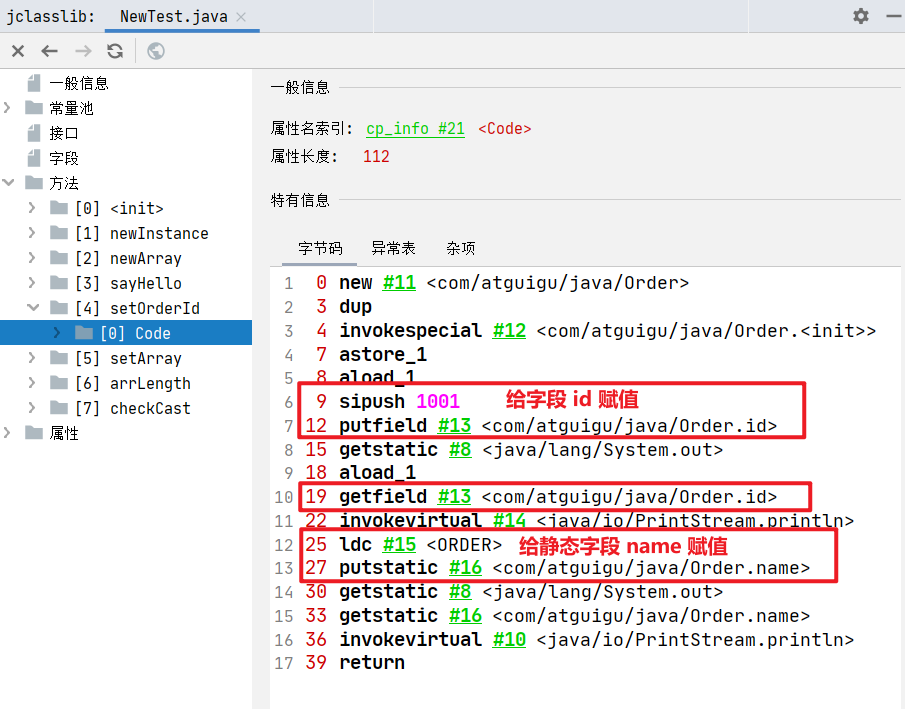 jclasslib: NewTest.java
一般信息
常量池
接口
字段
方法
[0] <init>
[1] newInstance
[2] newArray
[3] sayHello
[4] setOrderId
[0] Code
[5] setArray
[6] arrLength
[7] checkCast
属性
一般信息
属性名索引: cp_info #21 <Code>
属性长度: 112
特有信息
字节码 异常表 杂项
1 0 new #11 <com/atguigu/java/Order>
2 3 dup
3 4 invokespecial #12 <com/atguigu/java/Order.<init>>
4 7 astore_1
5 8 aload_1
6 9 sipush 1001 给字段 id 赋值
7 12 putfield #13 <com/atguigu/java/Order.id>
8 15 getstatic #8 <java/lang/System.out>
9 18 aload_1
10 19 getfield #13 <com/atguigu/java/Order.id>
11 22 invokevirtual #14 <java/io/PrintStream.println>
12 25 ldc #15 <ORDER> 给静态字段 name 赋值
13 27 putstatic #16 <com/atguigu/java/Order.name>
14 30 getstatic #8 <java/lang/System.out>
15 33 getstatic #16 <com/atguigu/java/Order.name>
16 36 invokevirtual #10 <java/io/PrintStream.println>
17 39 return